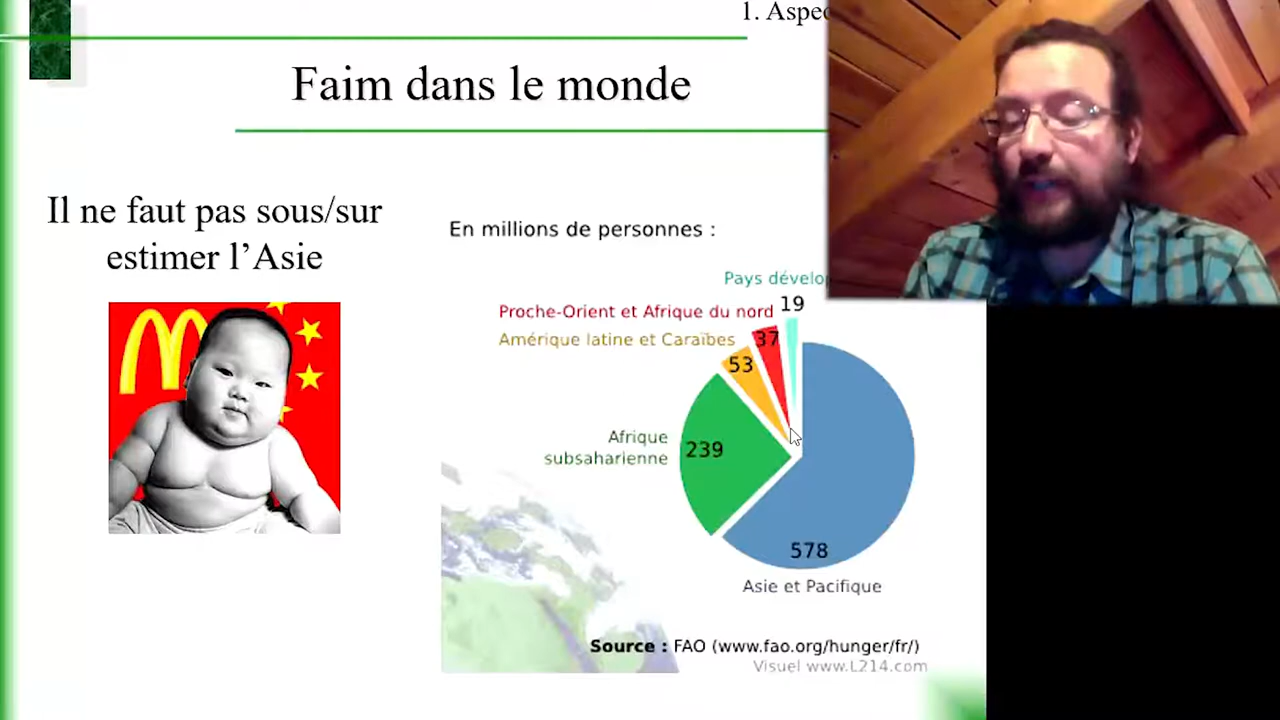 1. Aspec
Faim dans le monde
Il ne faut pas sous/sur
estimer l’Asie
En millions de personnes :
Pays dévelo
19
Proche-Orient et Afrique du nord
37
Amérique latine et Caraïbes
53
Afrique
subsaharienne
239
578
Asie et Pacifique
Source : FAO (www.fao.org/hunger/fr/)
Visuel www.L214.com